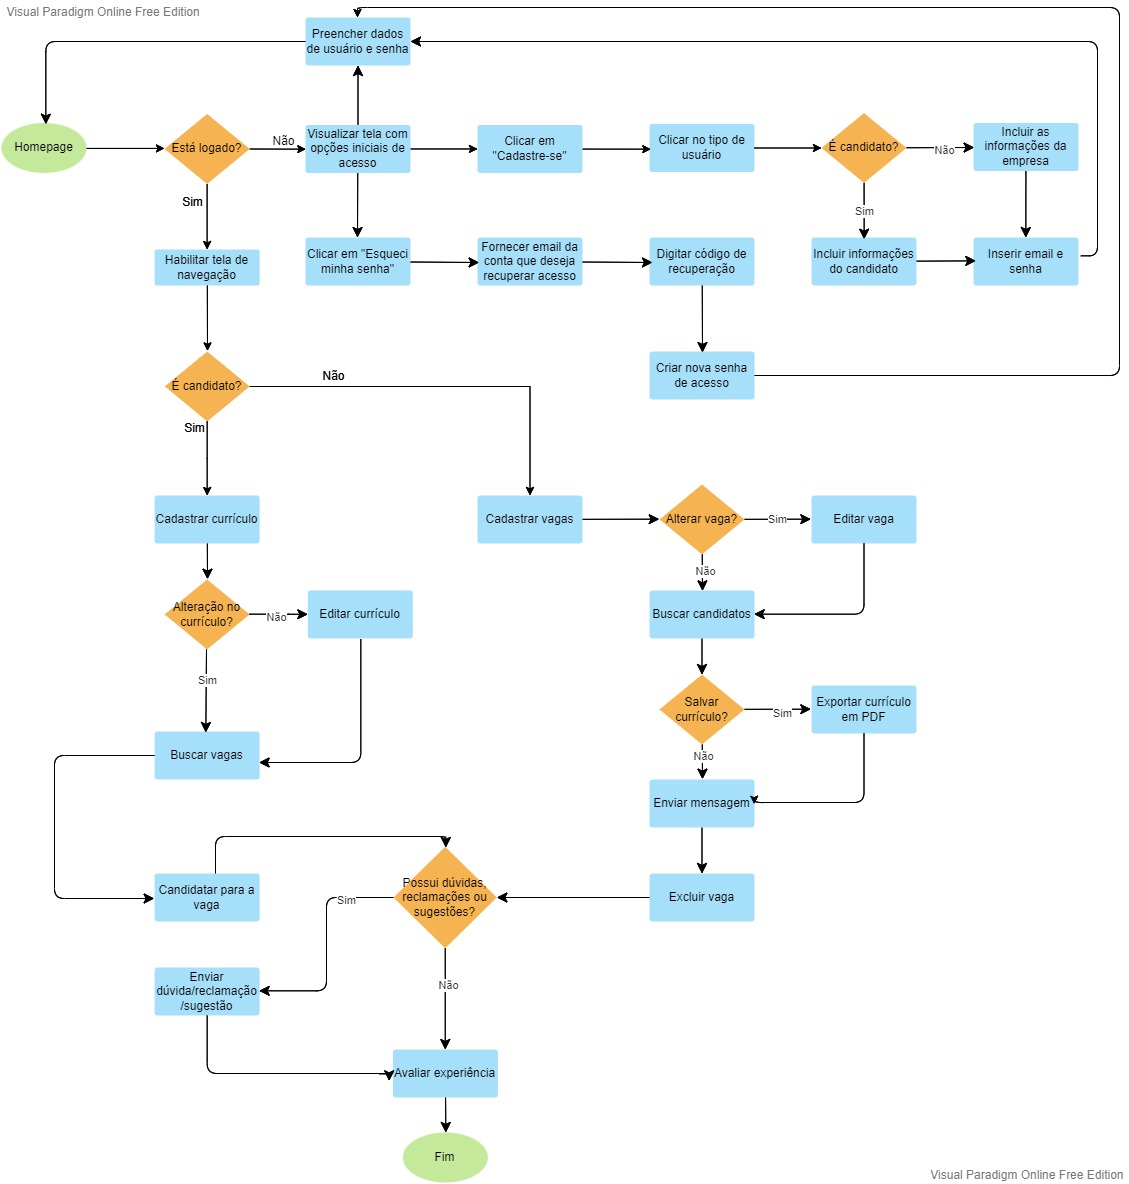 Visual Paradigm Online Free Edition
Preencher dados
de usuário e senha
Homepage
Está logado?
Não
Visualizar tela com
opções iniciais de
acesso
Clicar em
"Cadastre-se"
Clicar no tipo de
usuário
É candidato?
Não
Incluir as
informações da
empresa
Sim
Sim
Habilitar tela de
navegação
Clicar em "Esqueci
minha senha"
Fornecer email da
conta que deseja
recuperar acesso
Digitar código de
recuperação
Incluir informações
do candidato
Inserir email e
senha
Criar nova senha
de acesso
É candidato?
Não
Sim
Cadastrar currículo
Cadastrar vagas
Alterar vaga?
Sim
Editar vaga
Não
Alteração no
currículo?
Não
Editar currículo
Buscar candidatos
Sim
Salvar
currículo?
Sim
Exportar currículo
em PDF
Não
Buscar vagas
Enviar mensagem
Candidatar para a
vaga
Possui dúvidas,
reclamações ou
sugestões?
Sim
Excluir vaga
Enviar
dúvida/reclamação
/sugestão
Não
Avaliar experiência
Fim
Visual Paradigm Online Free Edition